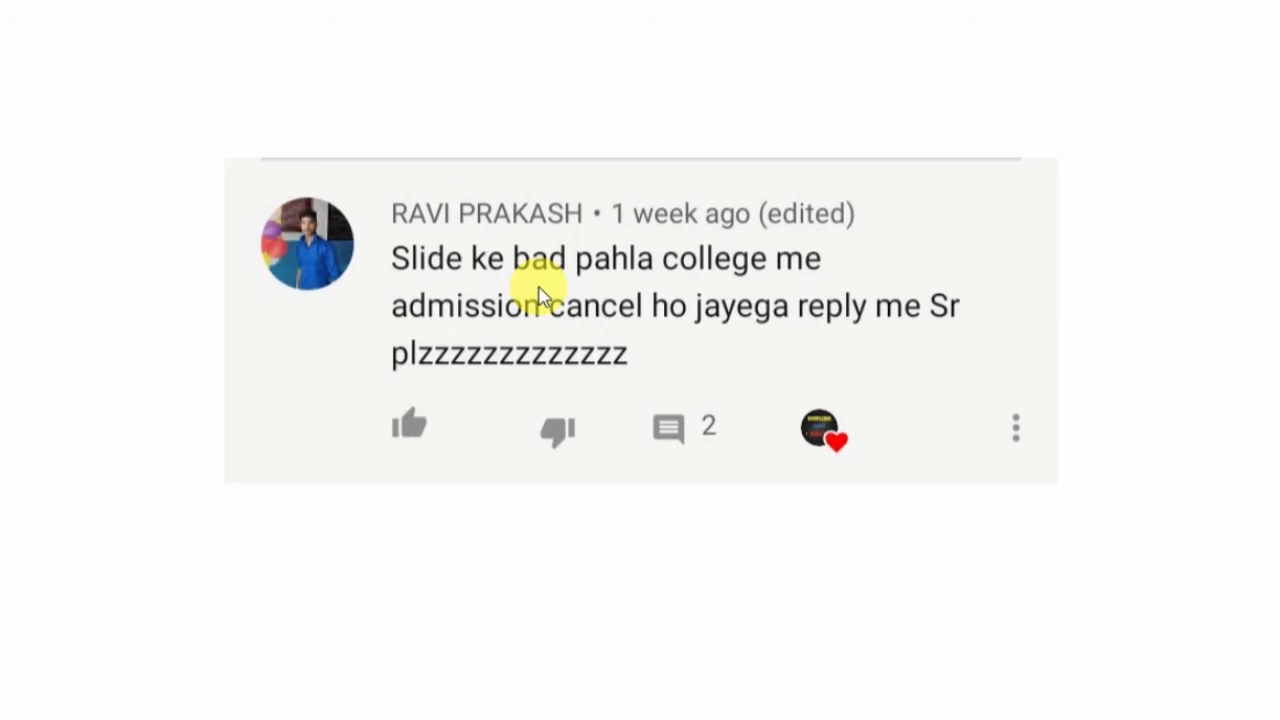 RAVI PRAKASH • 1 week ago (edited)
Slide ke bad pahla college me
admission cancel ho jayega reply me Sr
plzzzzzzzzzzzzz
2